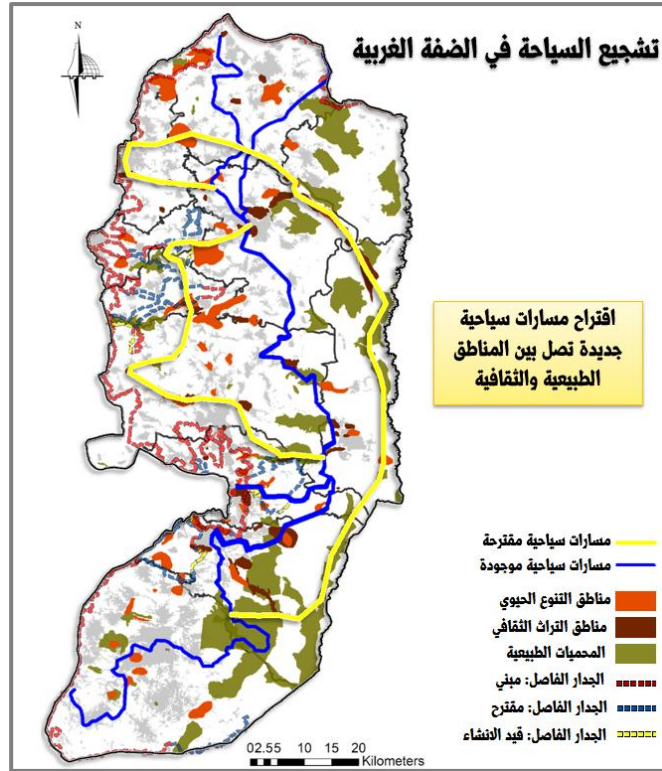 N
تشجيع السياحة في الضفة الغربية
اقتراح مسارات سياحية
جديدة تصل بين المناطق
الطبيعية والثقافية
مسارات سياحية مقترحة
مسارات سياحية موجودة
مناطق التنوع الحيوي
مناطق التراث الثقافي
المحميات الطبيعية
الجدار الفاصل: مبني
الجدار الفاصل: مقترح
الجدار الفاصل: قيد الانشاء
02.55 10 15 20
Kilometers